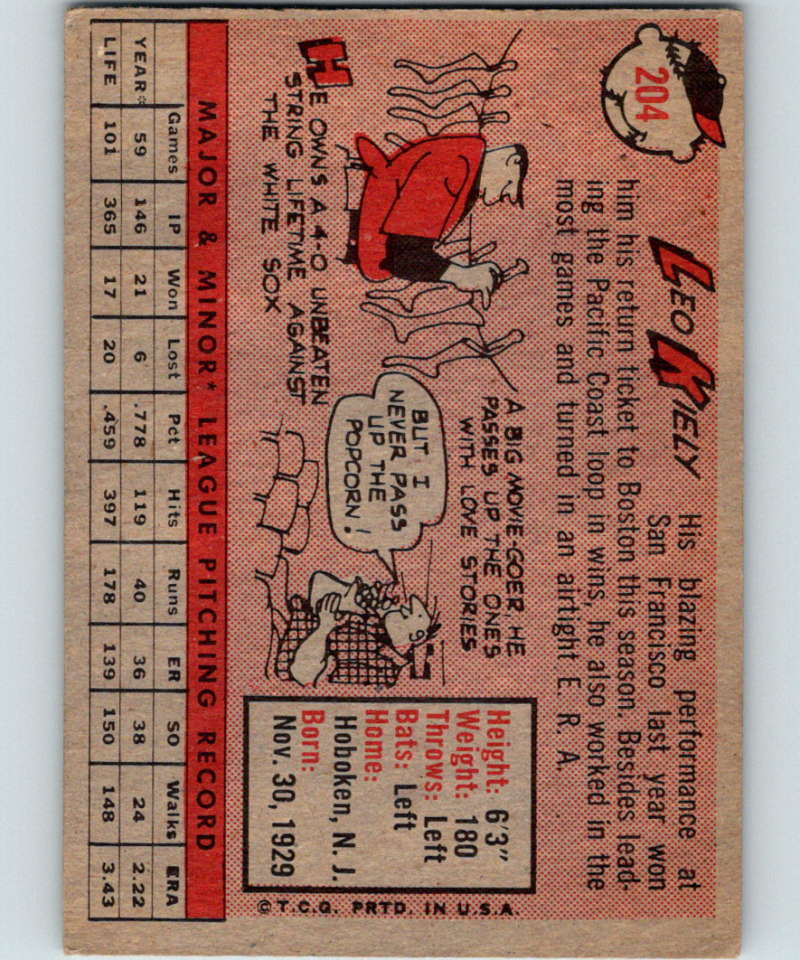 204
LEO KIELY
His blazing performance at
San Francisco last year won
him his return ticket to Boston this season. Besides lead-
ing the Pacific Coast loop in wins, he also worked in the
most games and turned in an airtight E. R. A.
HE OWNS A 4-0 UNBEATEN
STRING LIFETIME AGAINST
THE WHITE SOX
A BIG MOVIE-GOER, HE
PASSES UP THE ONES
WITH LOVE STORIES
BUT I
NEVER PASS
UP THE
POPCORN!
Height: 6'3"
Weight: 180
Throws: Left
Bats: Left
Home:
Hoboken, N. J.
Born:
Nov. 30, 1929
© T.C.G. PRTD. IN U.S.A.
MAJOR & MINOR* LEAGUE PITCHING RECORD
Games IP Won Lost Pct Hits Runs ER SO Walks ERA
YEAR* 59 146 21 6 .778 119 40 36 38 24 2.22
LIFE 101 365 17 20 .459 397 178 139 150 148 3.43